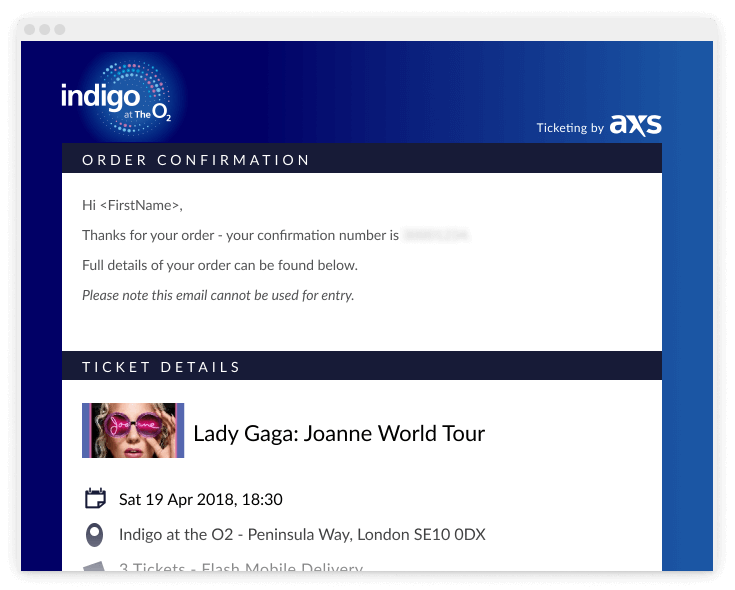 indigo
at The O2
Ticketing by axs
ORDER CONFIRMATION
Hi <FirstName>,
Thanks for your order - your confirmation number is
Full details of your order can be found below.
Please note this email cannot be used for entry.
TICKET DETAILS
Joanne
Lady Gaga: Joanne World Tour
Sat 19 Apr 2018, 18:30
Indigo at the O2 - Peninsula Way, London SE10 0DX
3 Tickets - Flash Mobile Delivery